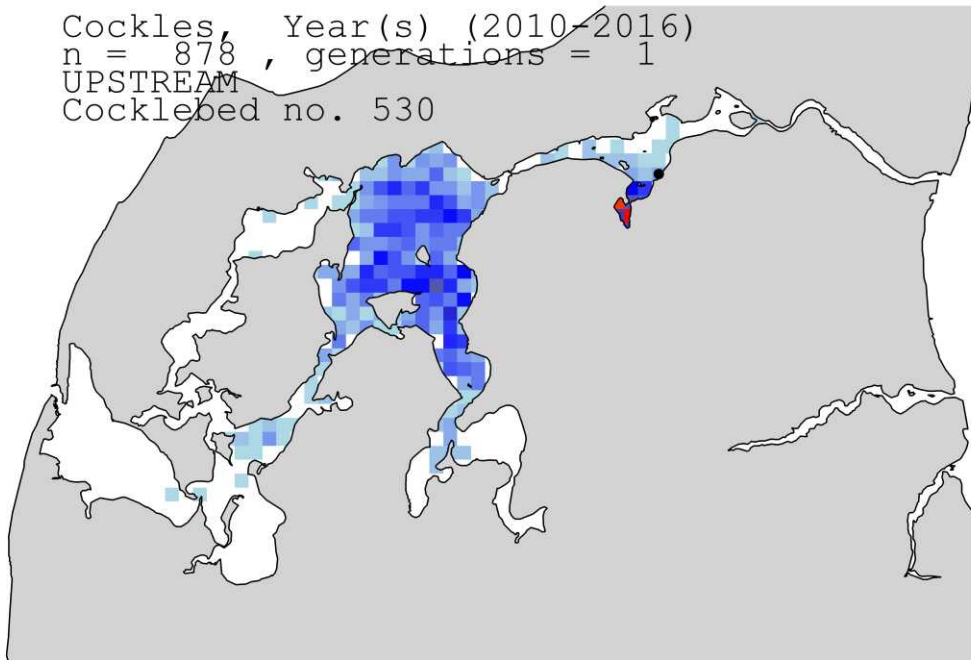 Cockles, Year(s) (2010-2016)
n = 878 , generations = 1
UPSTREAM
Cocklebed no. 530